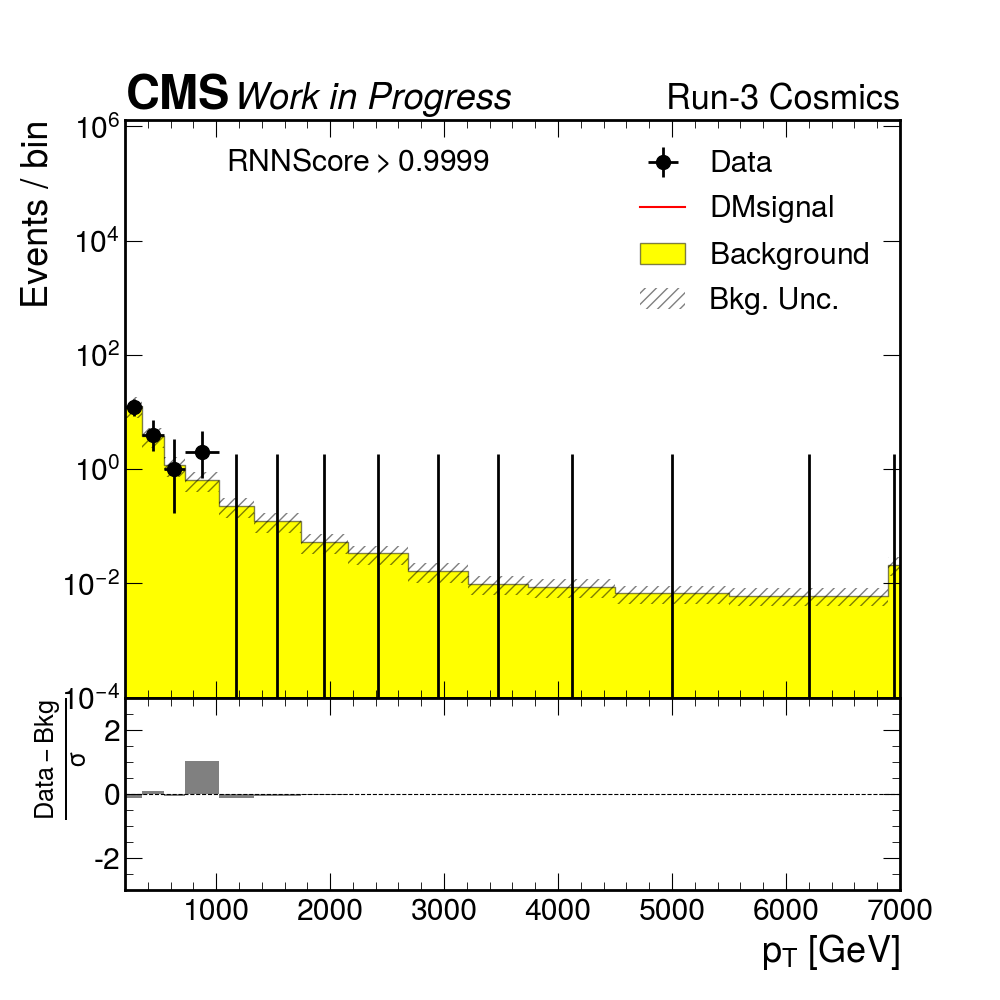 CMS Work in Progress Run-3 Cosmics
RNNScore > 0.9999
Data
DMsignal
Background
Bkg. Unc.
Events / bin
10⁶
10⁴
10²
10⁰
10⁻²
10⁻⁴
Data – Bkg
σ
2
0
-2
1000 2000 3000 4000 5000 6000 7000
p_T [GeV]